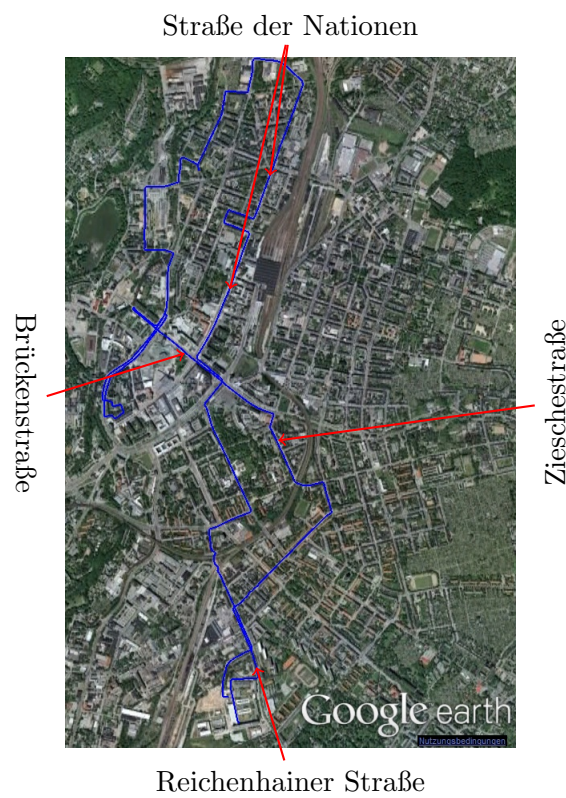 Straße der Nationen
Brückenstraße
Zieschestraße
Google earth
Nutzungsbedingungen
Reichenhainer Straße